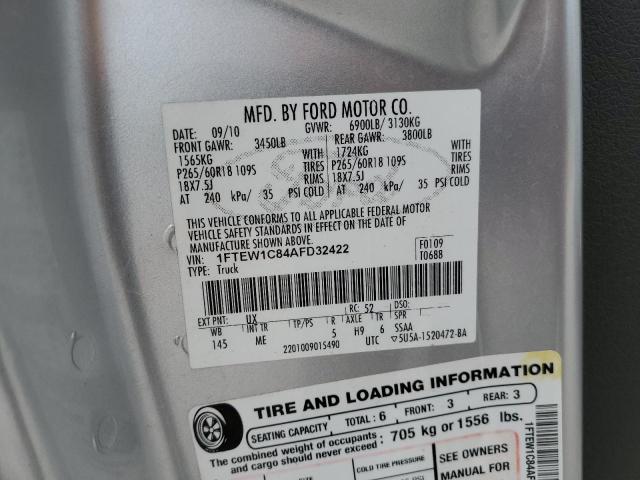 MFD. BY FORD MOTOR CO.
DATE: 09/10 GVWR: 6900LB/ 3130KG
FRONT GAWR: 3450LB REAR GAWR: 3800LB
1565KG WITH 1724KG WITH
P265/60R18 109S TIRES P265/60R18 109S TIRES
18X7.5J RIMS 18X7.5J RIMS
AT 240 kPa/ 35 PSI COLD AT 240 kPa/ 35 PSI COLD
THIS VEHICLE CONFORMS TO ALL APPLICABLE FEDERAL MOTOR
VEHICLE SAFETY STANDARDS IN EFFECT ON THE DATE OF
MANUFACTURE SHOWN ABOVE.
VIN: 1FTEW1C84AFD32422 F0109
TYPE: Truck T0688
EXT PNT: UX RC: 52 DSO:
WB INT TR TP/PS R AXLE TR SPR
145 ME 5 H9 6 SSAA
2201009015490 UTC ▽5U5A-1520472-BA
TIRE AND LOADING INFORMATION
SEATING CAPACITY TOTAL: 6 FRONT: 3 REAR: 3
The combined weight of occupants and cargo should never exceed: 705 kg or 1556 lbs.
COLD TIRE PRESSURE
SEE OWNERS
MANUAL FOR
1FTEW1C84AF